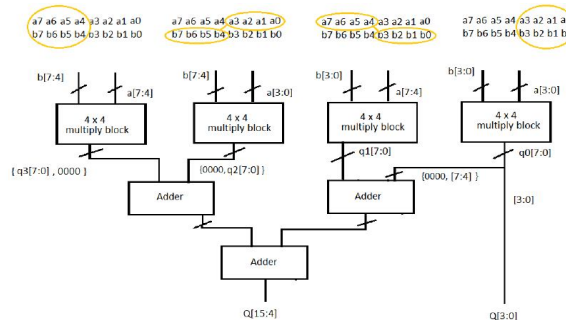 a7 a6 a5 a4 a3 a2 a1 a0
b7 b6 b5 b4 b3 b2 b1 b0
a7 a6 a5 a4 a3 a2 a1 a0
b7 b6 b5 b4 b3 b2 b1 b0
a7 a6 a5 a4 a3 a2 a1 a0
b7 b6 b5 b4 b3 b2 b1 b0
a7 a6 a5 a4 a3 a2 a1
b7 b6 b5 b4 b3 b2 b1 b
b[7:4]
a[7:4]
b[7:4]
a[3:0]
b[3:0]
a[7:4]
b[3:0]
a[3:0]
4 x 4
multiply block
4 x 4
multiply block
4 x 4
multiply block
4 x 4
multiply block
{ q3[7:0] , 0000 }
{0000, q2[7:0] }
q1[7:0]
q0[7:0]
{0000, [7:4] }
Adder
Adder
[3:0]
Adder
Q[15:4]
Q[3:0]